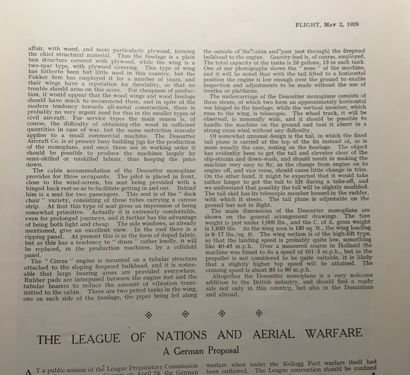 FLIGHT, MAY 2, 1929
affair, with wood, and more particularly plywood, forming
the chief structural material. Thus the fuselage is a plain
box structure covered with plywood, while the wing is a
two-spar type, with plywood covering. This type of wing
has hitherto been but little used in this country, but the
Fokker firm has employed it for a number of years, and
their wings have a reputation for durability, so that no
trouble should arise on this score. For cheapness of produc-
tion, it would appear that the wood wings and wood fuselage
should have much to recommend them, and in spite of the
modern tendency towards all-metal construction, there is
probably no very urgent need for this in the smaller types of
civil aircraft. For service types the main reason is, of
course, the difficulty of obtaining the wood in sufficient
quantities in case of war, but the same restriction scarcely
applies to a small commercial machine. The Desoutter
Aircraft Co. is at present busy building jigs for the production
of the monoplane, and once these are in working order it
should be possible to produce the machine largely by
semi-skilled or unskilled labour, thus keeping the price
down.
The cabin accommodation of the Desoutter monoplane
provides for three occupants. The pilot is placed in front,
close to the wind-screen, his seat being provided with a
hinged back rest so as to facilitate getting in and out. Behind
him is a seat for two passengers. This seat is of the " deck
chair " variety, consisting of three tubes carrying a canvas
strip. At first this type of seat gives an impression of being
somewhat primitive. Actually it is extremely comfortable,
even for prolonged journeys, and it further has the advantage
of being both light and cheap. The side windows, as already
mentioned, give an excellent view. In the roof there is a
ripping panel. At present this is in the form of doped fabric,
but as this has a tendency to " drum " rather loudly, it will
be replaced, in the production machines, by a celluloid
panel.
The " Cirrus " engine is mounted on a tubular structure
attached to the sloping fireproof bulkhead, and it is notice-
able that large bearing areas are provided everywhere.
Rubber pads are interposed between the engine feet and the
tubular bearers to reduce the amount of vibration trans-
mitted to the cabin. There are two petrol tanks in the wing,
one on each side of the fuselage, the pipes being led along
the outside of the cabin and past (not through) the fireproof
bulkhead to the engine. Gravity feed is, of course, employed.
The total capacity of the tanks is 26 gallons, 13 in each tank.
One of our photographs shows the " nose " of the machine,
and it will be noted that with the tail lifted to a horizontal
position the engine is low enough over the ground to enable
inspection and adjustments to be made without the use of
trestles or platforms.
The undercarriage of the Desoutter monoplane consists of
three struts, of which two form an approximately horizontal
vee hinged to the fuselage, while the vertical member, which
runs to the wing, is telescopic. The wheel track, it will be
observed, is unusually wide, and it should be possible to
handle the machine on the ground and taxi it about in a
strong cross wind without any difficulty.
Of somewhat unusual design is the tail, in which the fixed
tail plane is carried at the top of the fin instead of, as is
more usually the case, resting on the fuselage. The object
has evidently been to get the tail plane clear of the propeller
slip-stream and down-wash, and should result in making the
machine very easy to fly, as the change from engine on to
engine off, and vice versa, should cause little change in trim.
On the other hand, it might be expected that it would take
rather longer to get the tail up during a take-off, and
we understand that possibly the tail will be slightly modified.
The tail skid has its telescopic member housed in the rudder,
with which it steers. The tail plane is adjustable on the
ground but not in flight.
The main dimensions of the Desoutter monoplane are
shown on the general arrangement drawings. The tare
weight is just under 1,000 lbs., and the C. of A. gross weight
is 1,650 lbs. As the wing area is 180 sq. ft., the wing loading
is 9·17 lbs./sq. ft. The wing section is of the high-lift type,
so that the landing speed is probably quite low, something
like 40-43 m.p.h. Over a measured course in Holland the
machine was timed to do a speed of 101·5 m.p.h., but as the
propeller is not considered to be quite suitable, it is likely
that a slightly higher top speed will be attained. The
cruising speed is about 85 to 90 m.p.h.
Altogether the Desoutter monoplane is a very welcome
addition to the British industry, and should find a ready
sale not only in this country, but also in the Dominions
and abroad.
THE LEAGUE OF NATIONS AND AERIAL WARFARE
A German Proposal
AT a public session of the League Preparatory Commission
the German
warfare when under the Kellogg Pact warfare itself had
been outlawed. The League convention should be confined